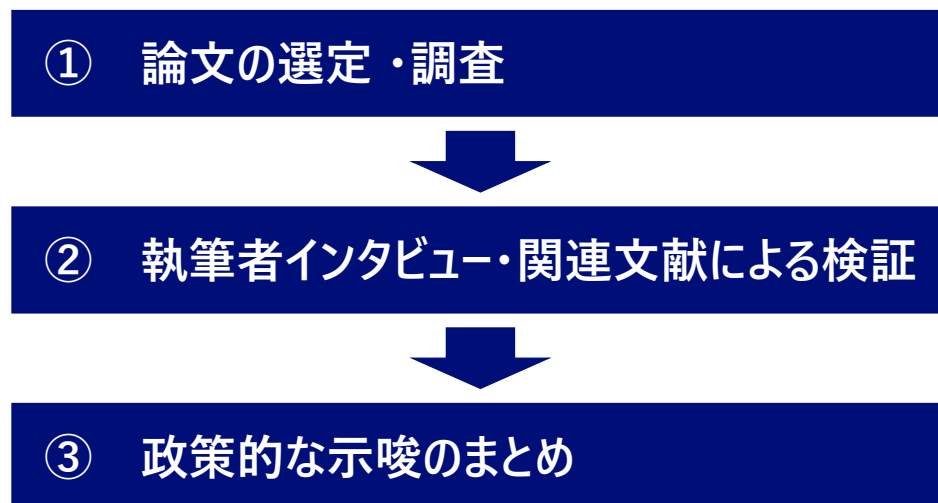 ① 論文の選定・調査
② 執筆者インタビュー・関連文献による検証
③ 政策的な示唆のまとめ